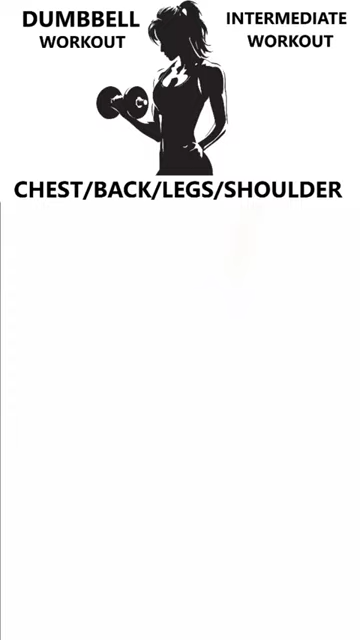 DUMBBELL
WORKOUT
INTERMEDIATE
WORKOUT
CHEST/BACK/LEGS/SHOULDER